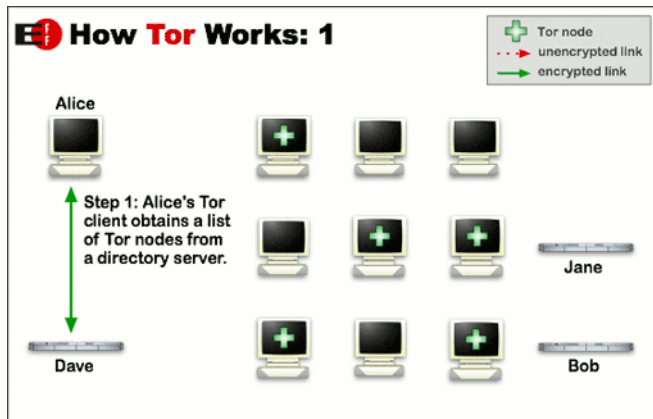 EFF How Tor Works: 1
Tor node
unencrypted link
encrypted link
Alice
Step 1: Alice's Tor
client obtains a list
of Tor nodes from
a directory server.
Jane
Dave
Bob